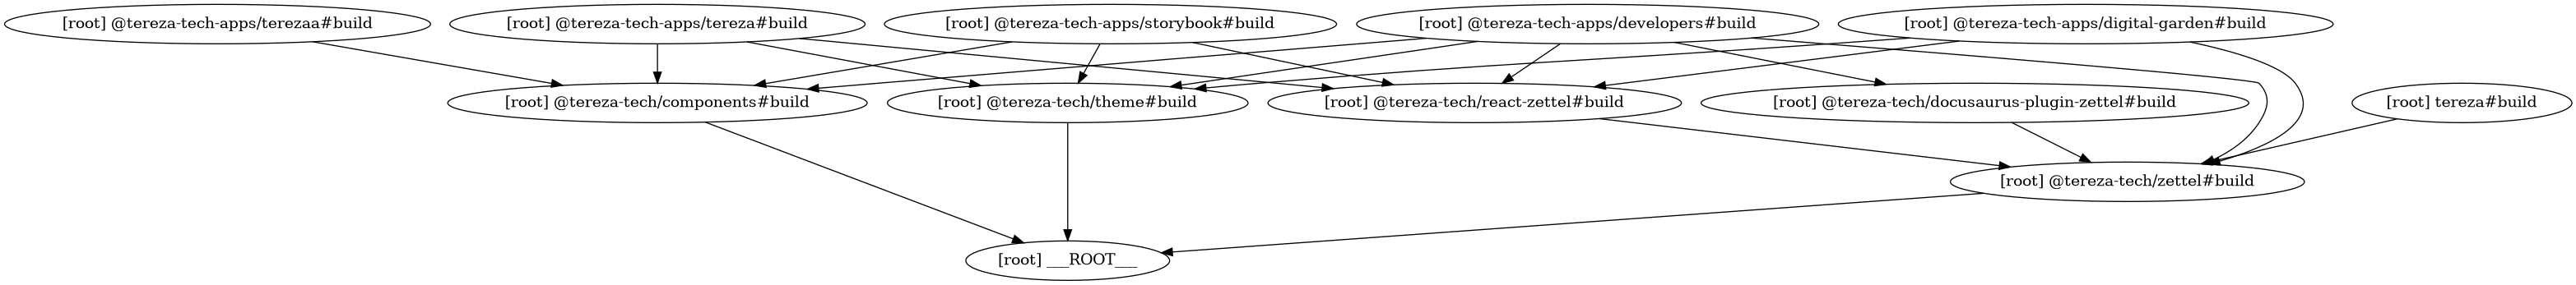 [root] @tereza-tech-apps/terezaa#build
[root] @tereza-tech-apps/tereza#build
[root] @tereza-tech-apps/storybook#build
[root] @tereza-tech-apps/developers#build
[root] @tereza-tech-apps/digital-garden#build
[root] @tereza-tech/components#build
[root] @tereza-tech/theme#build
[root] @tereza-tech/react-zettel#build
[root] @tereza-tech/docusaurus-plugin-zettel#build
[root] tereza#build
[root] @tereza-tech/zettel#build
[root] ___ROOT___